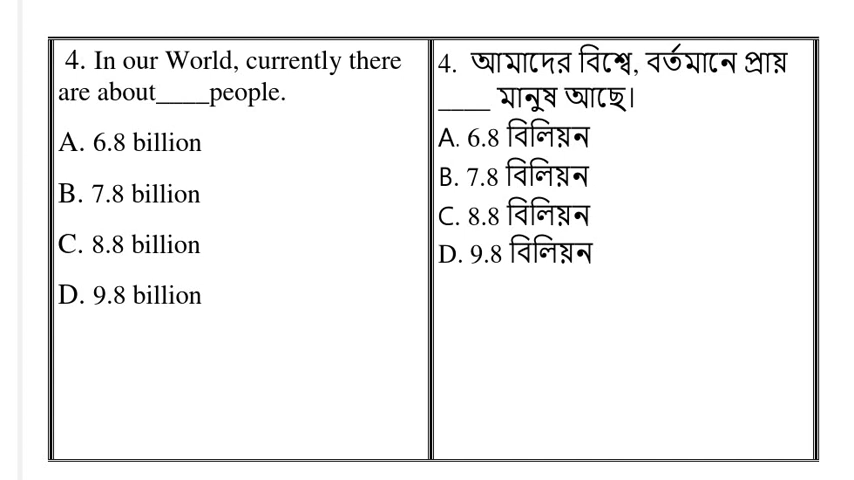 4. In our World, currently there
are about____people.
A. 6.8 billion
B. 7.8 billion
C. 8.8 billion
D. 9.8 billion
4. আমাদের বিশ্বে, বর্তমানে প্রায়
____ মানুষ আছে।
A. 6.8 বিলিয়ন
B. 7.8 বিলিয়ন
C. 8.8 বিলিয়ন
D. 9.8 বিলিয়ন